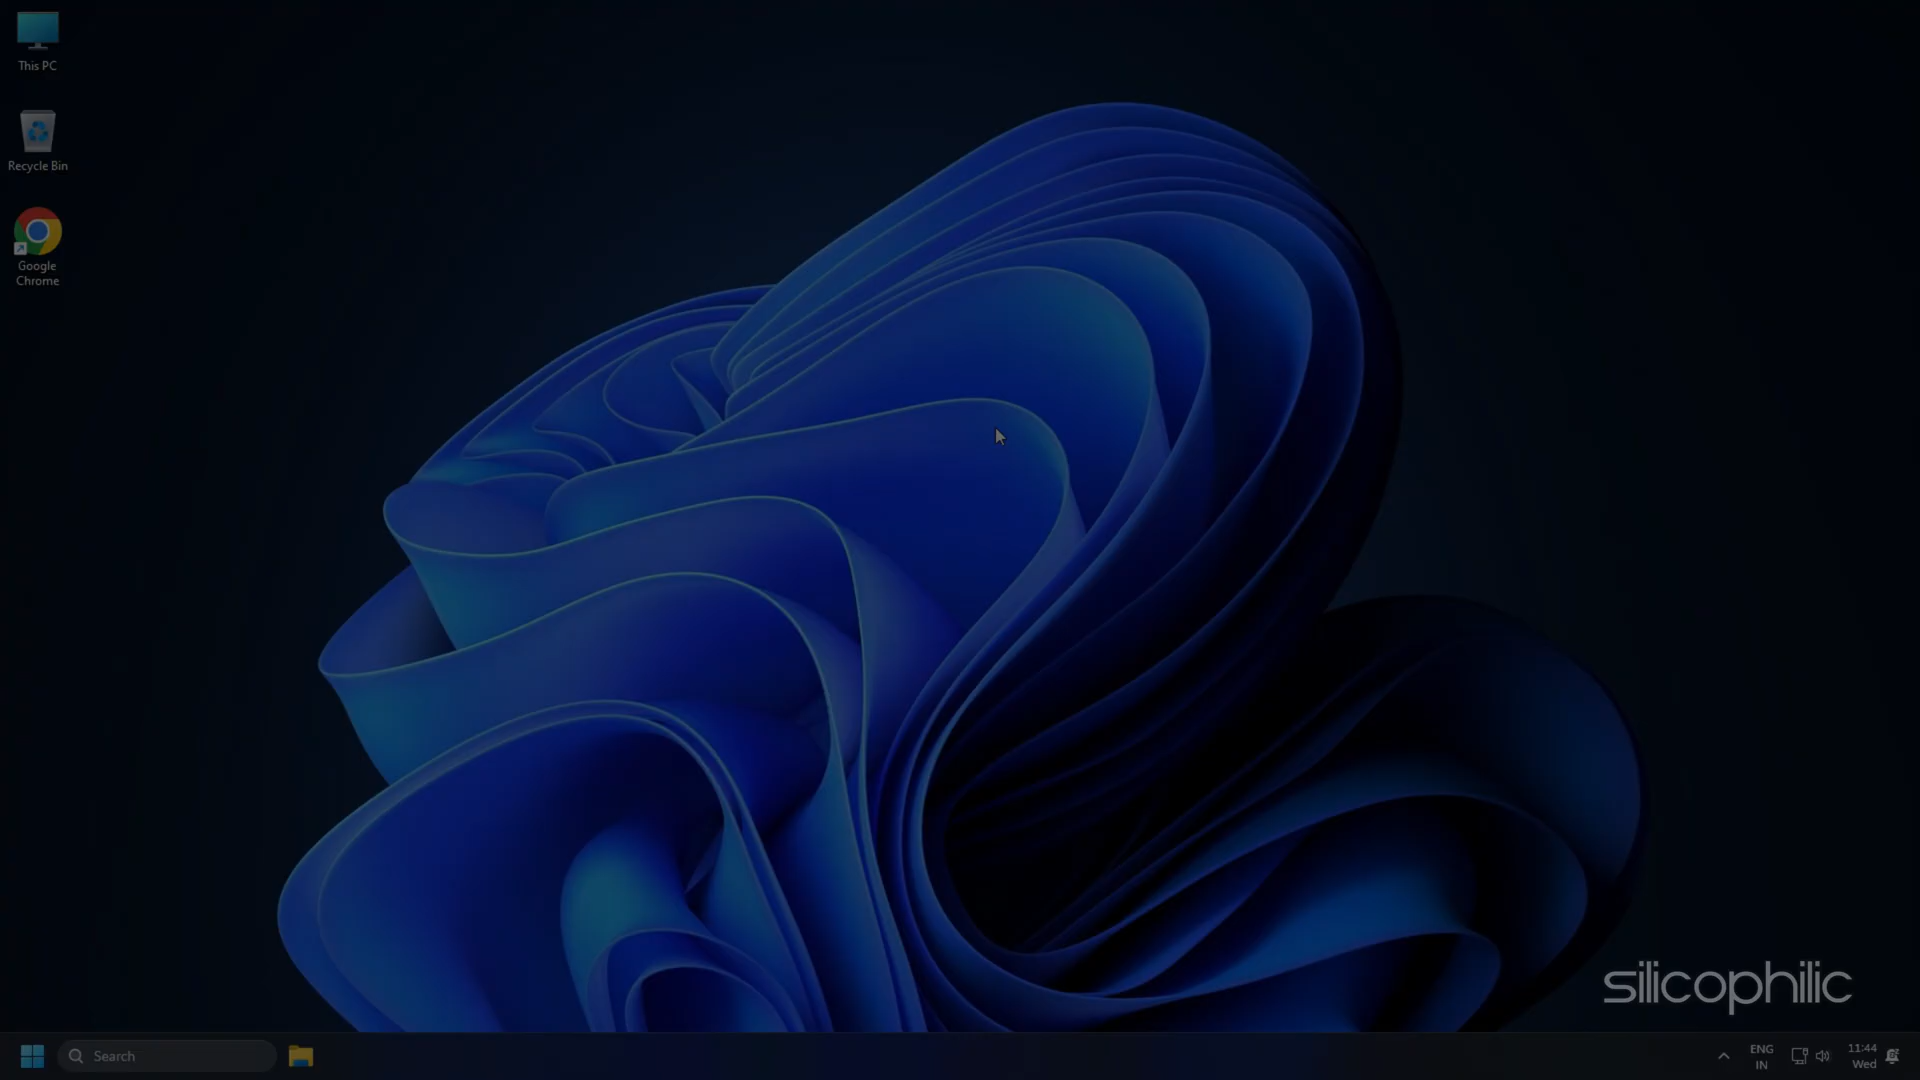 This PC
Recycle Bin
Google
Chrome
silicophilic
Search
ENG
IN
11:44
Wed